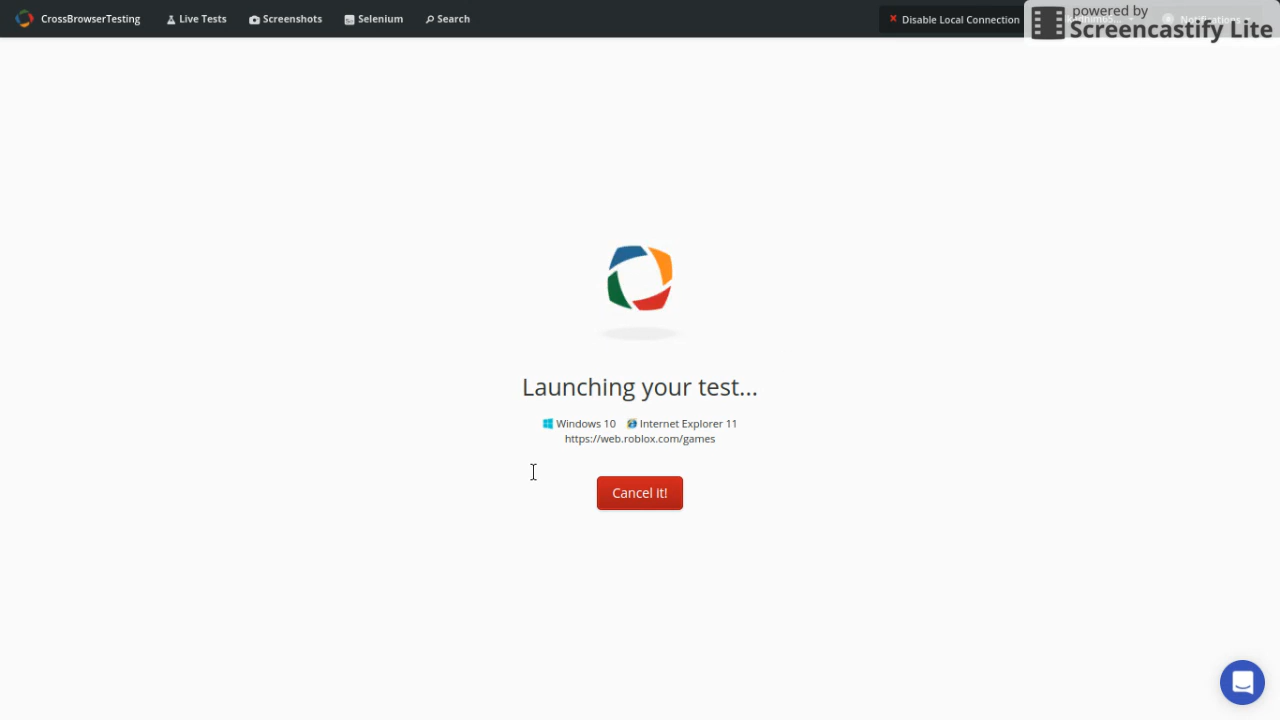 CrossBrowserTesting Live Tests Screenshots Selenium Search Disable Local Connection
powered by
Screencastify Lite
Launching your test...
Windows 10 Internet Explorer 11
https://web.roblox.com/games
Cancel It!